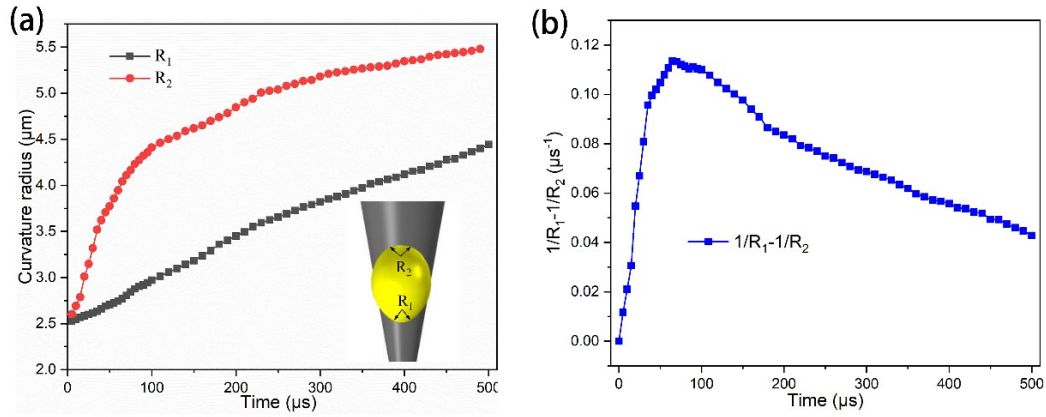 (a)
R1
R2
5.5
5.0
4.5
4.0
3.5
3.0
2.5
2.0
Curvature radius (μm)
R2
R1
0
100
200
300
400
500
Time (μs)
(b)
0.12
0.10
0.08
0.06
0.04
0.02
0.00
1/R1-1/R2 (μs-1)
1/R1-1/R2
0
100
200
300
400
500
Time (μs)